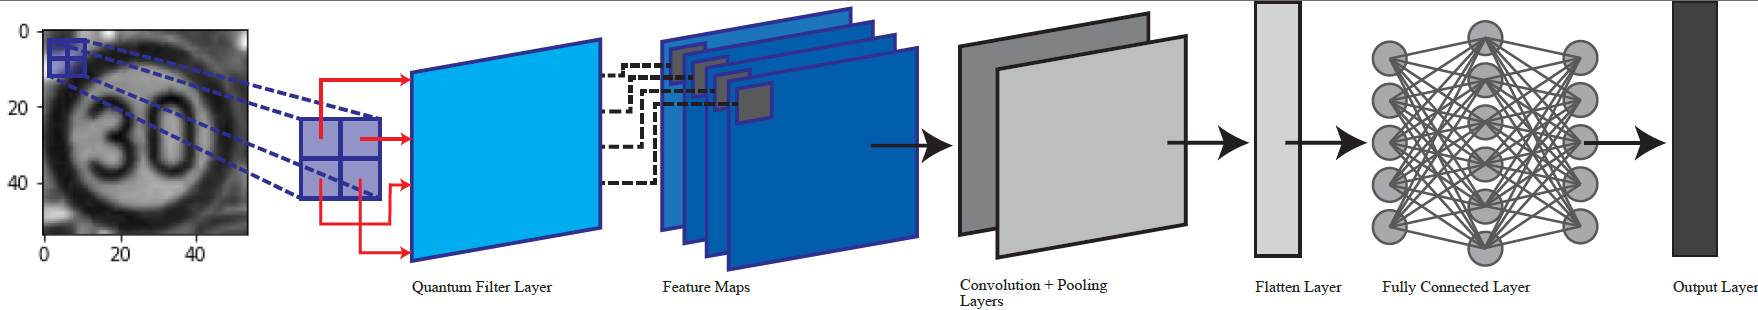 0
20
40
0
20
40
30
Quantum Filter Layer
Feature Maps
Convolution + Pooling
Layers
Flatten Layer
Fully Connected Layer
Output Layer